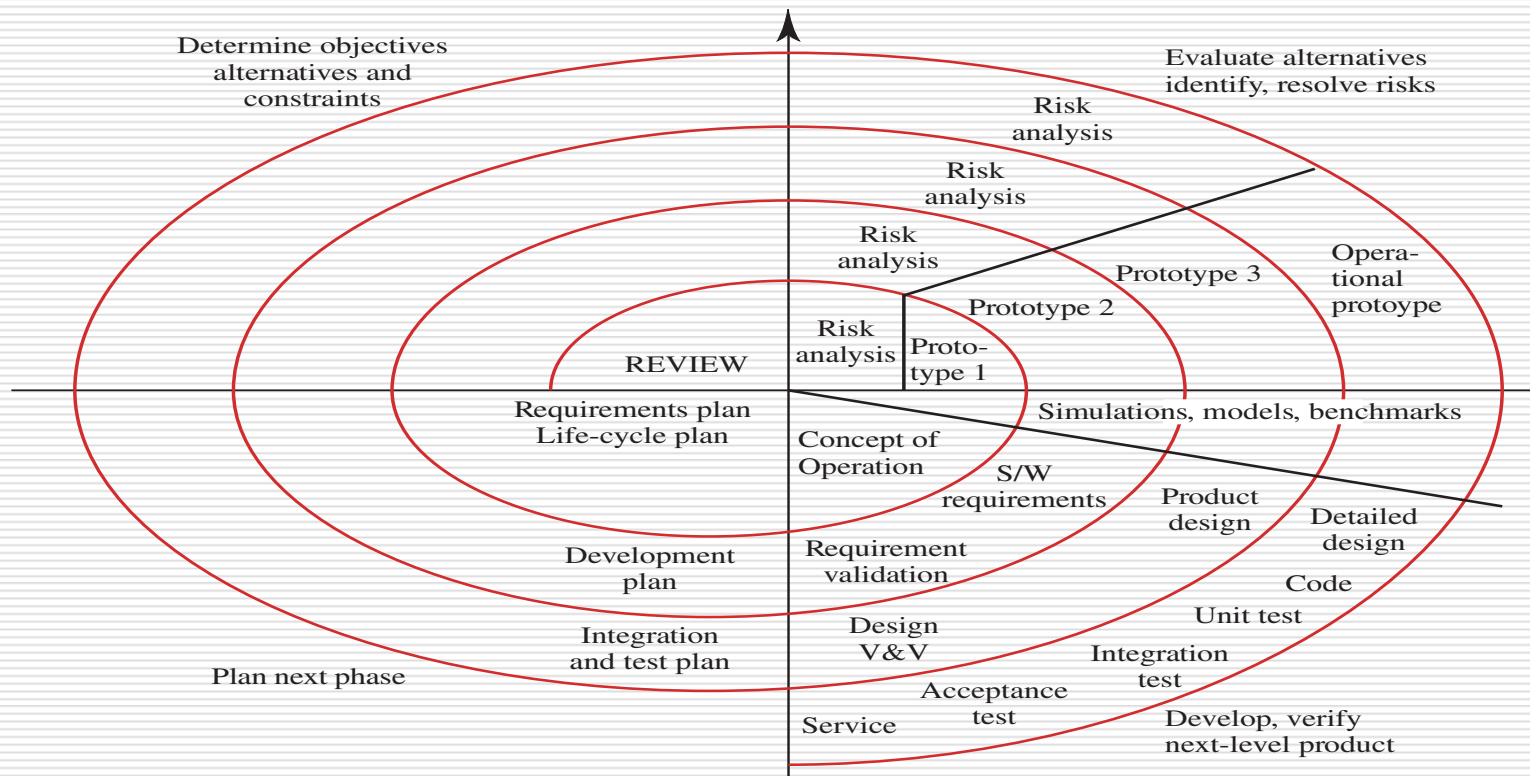 Determine objectives
alternatives and
constraints
Evaluate alternatives
identify, resolve risks
Risk
analysis
Risk
analysis
Risk
analysis
Risk
analysis
Proto-
type 1
Prototype 2
Prototype 3
Opera-
tional
protoype
REVIEW
Requirements plan
Life-cycle plan
Simulations, models, benchmarks
Concept of
Operation
S/W
requirements
Product
design
Detailed
design
Development
plan
Requirement
validation
Code
Unit test
Integration
and test plan
Design
V&V
Integration
test
Plan next phase
Acceptance
test
Service
Develop, verify
next-level product